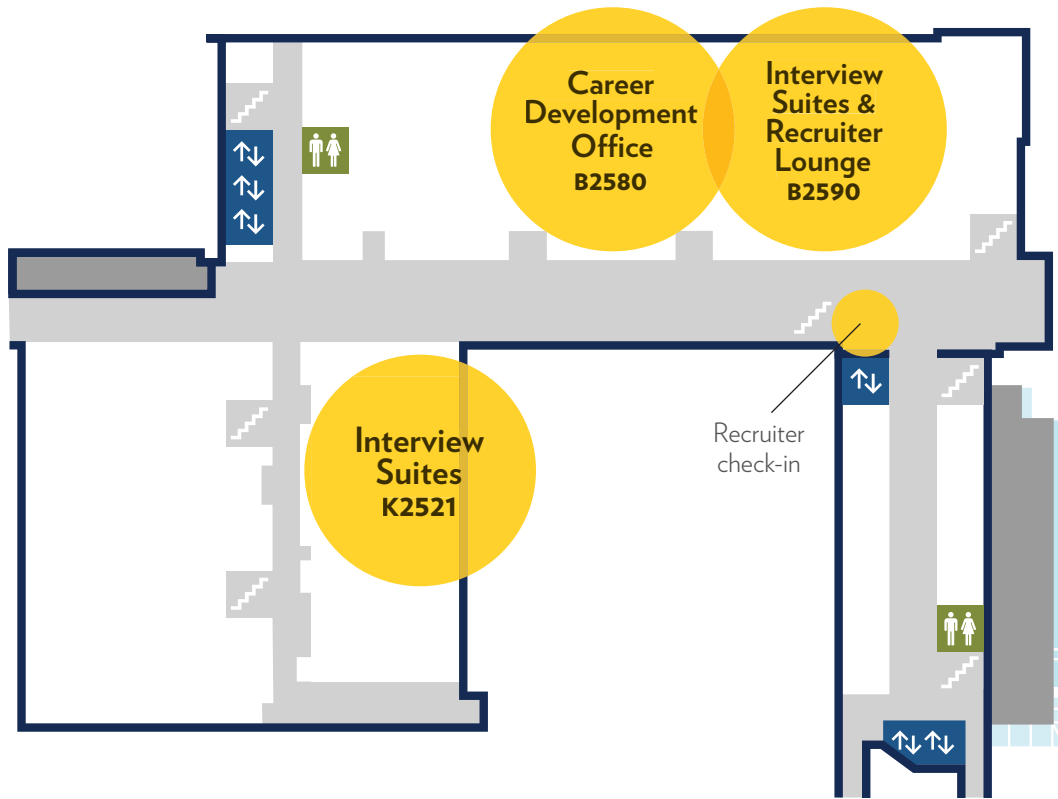 Career
Development
Office
B2580
Interview
Suites &
Recruiter
Lounge
B2590
Interview
Suites
K2521
Recruiter
check-in